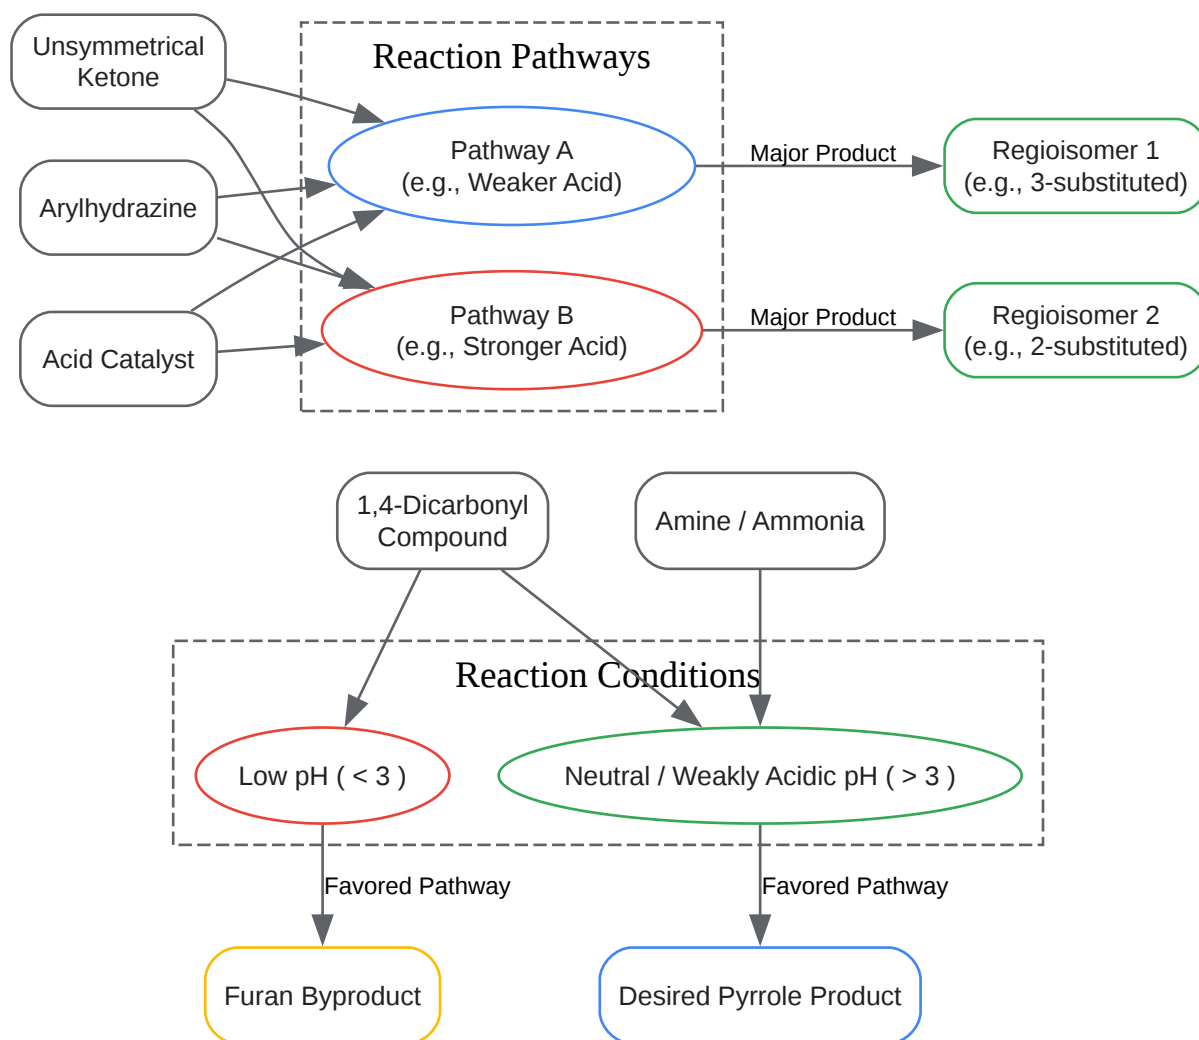 Reaction Pathways
Unsymmetrical
Ketone
Arylhydrazine
Acid Catalyst
Pathway A
(e.g., Weaker Acid)
Pathway B
(e.g., Stronger Acid)
Major Product
Major Product
Regioisomer 1
(e.g., 3-substituted)
Regioisomer 2
(e.g., 2-substituted)
1,4-Dicarbonyl
Compound
Amine / Ammonia
Reaction Conditions
Low pH ( < 3 )
Neutral / Weakly Acidic pH ( > 3 )
Favored Pathway
Favored Pathway
Furan Byproduct
Desired Pyrrole Product